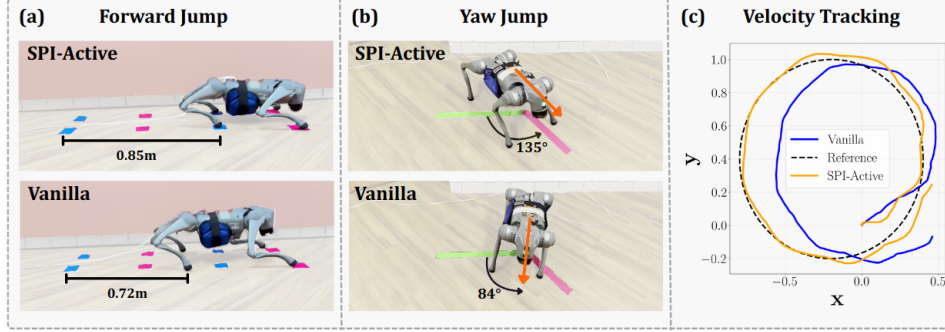 (a) Forward Jump
SPI-Active
0.85m
Vanilla
0.72m
(b) Yaw Jump
SPI-Active
135°
Vanilla
84°
(c) Velocity Tracking
1.0
0.8
0.6
0.4
0.2
0.0
−0.2
y
Vanilla
Reference
SPI-Active
−0.5
0.0
0.5
x